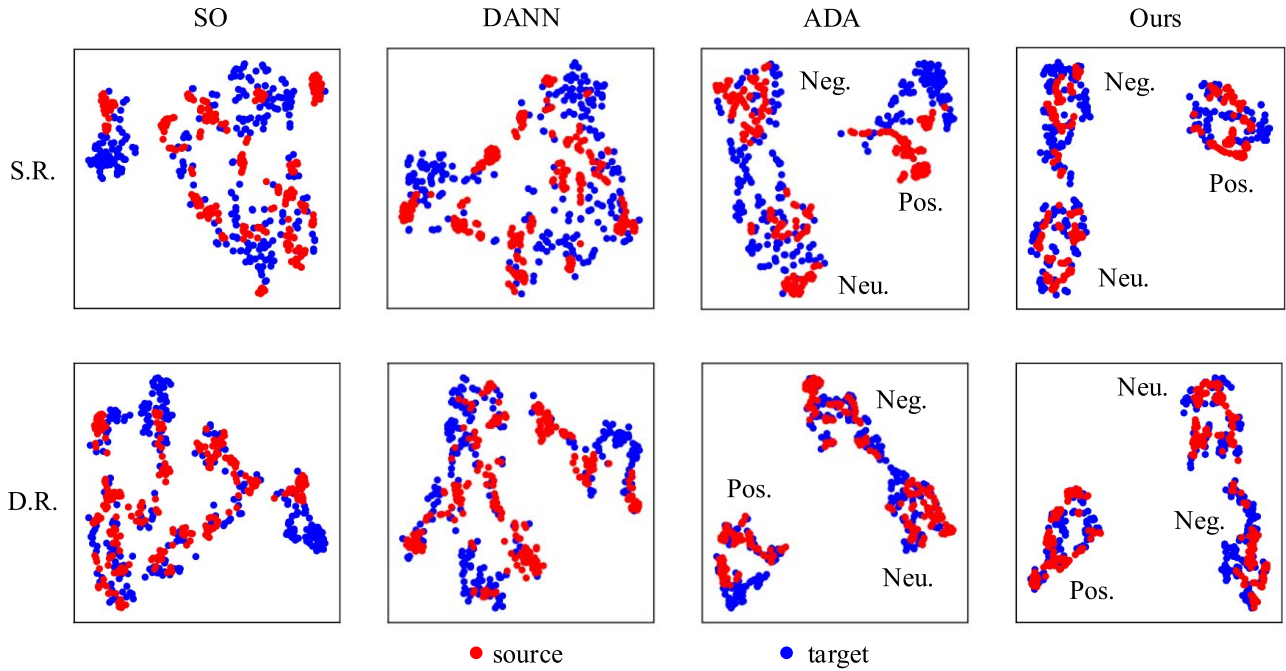 SO DANN ADA Ours
S.R.
Neg.
Pos.
Neu.
Neg.
Pos.
Neu.
D.R.
Neg.
Pos.
Neu.
Neu.
Neg.
Pos.
source target